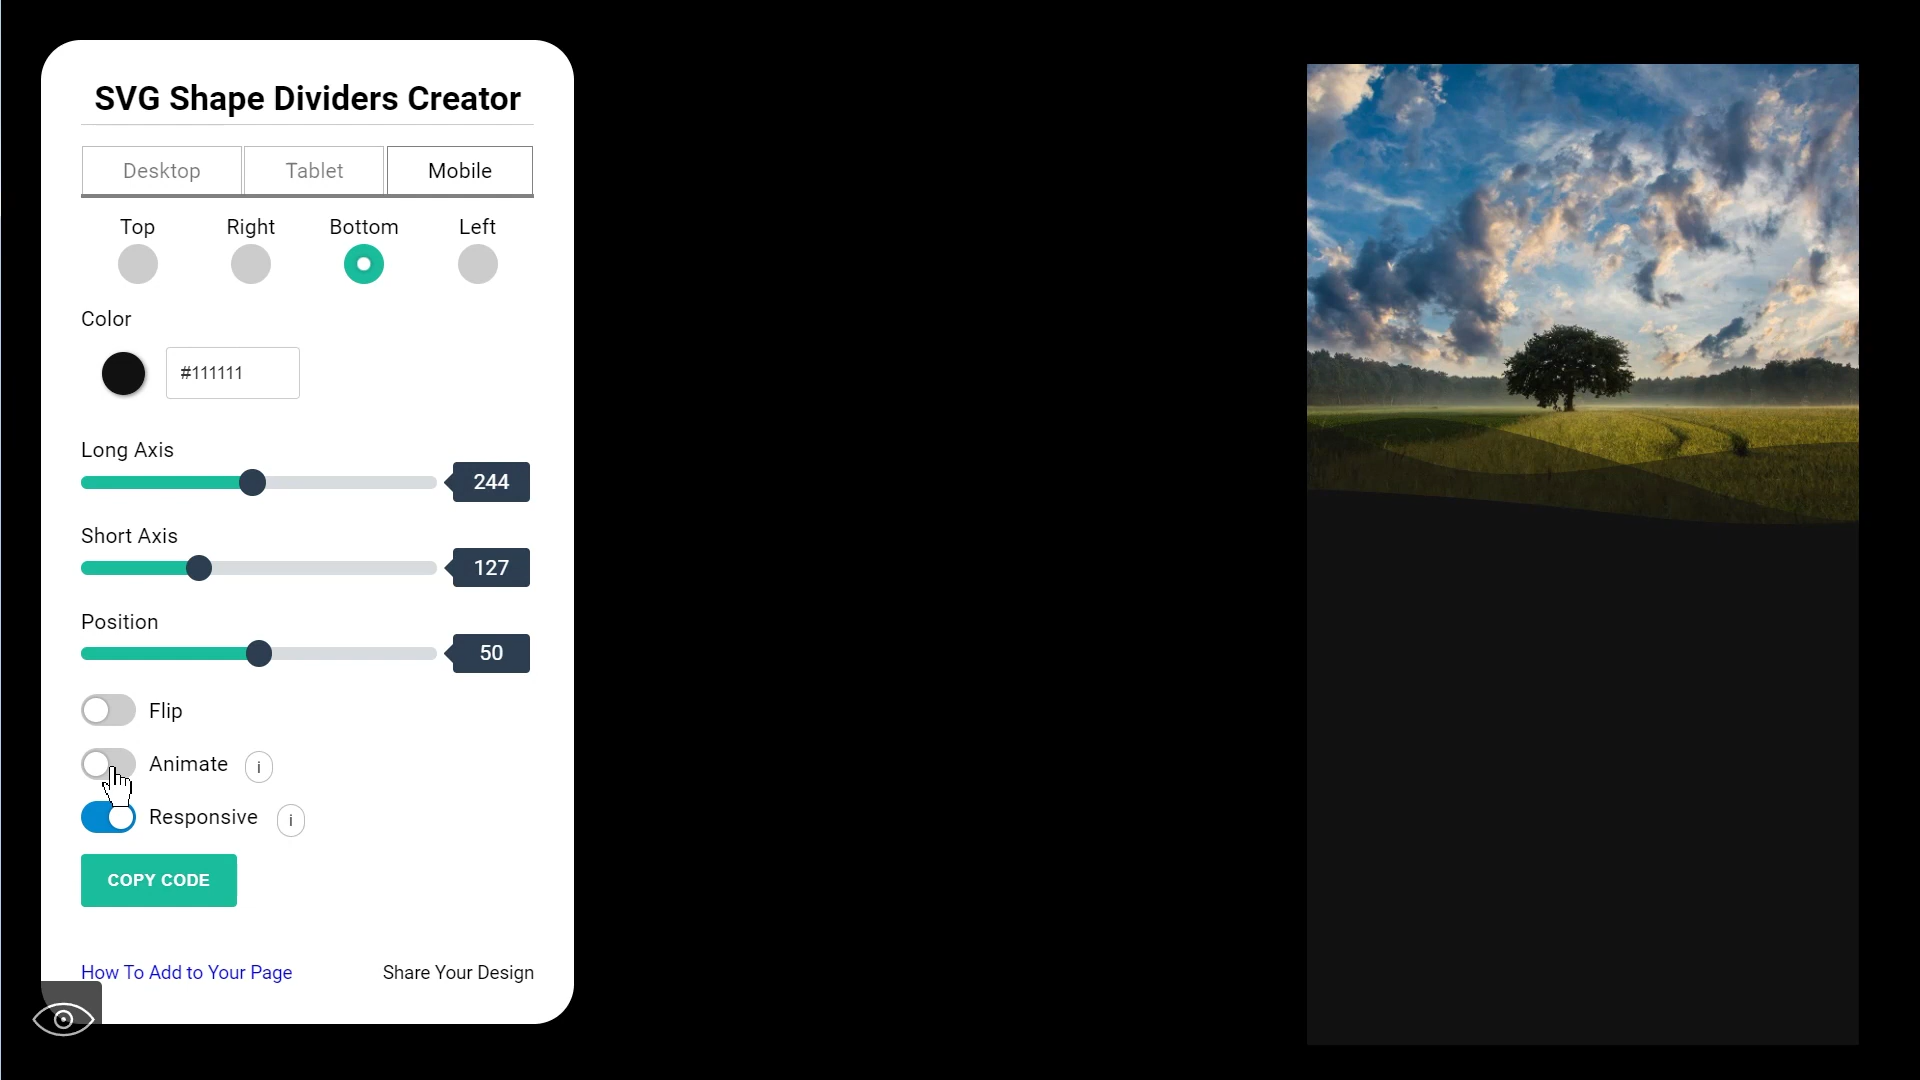 SVG Shape Dividers Creator
Desktop Tablet Mobile
Top Right Bottom Left
Color
#111111
Long Axis
244
Short Axis
127
Position
50
Flip
Animate i
Responsive i
COPY CODE
How To Add to Your Page Share Your Design